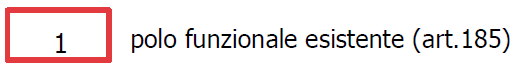 1 polo funzionale esistente (art.185)